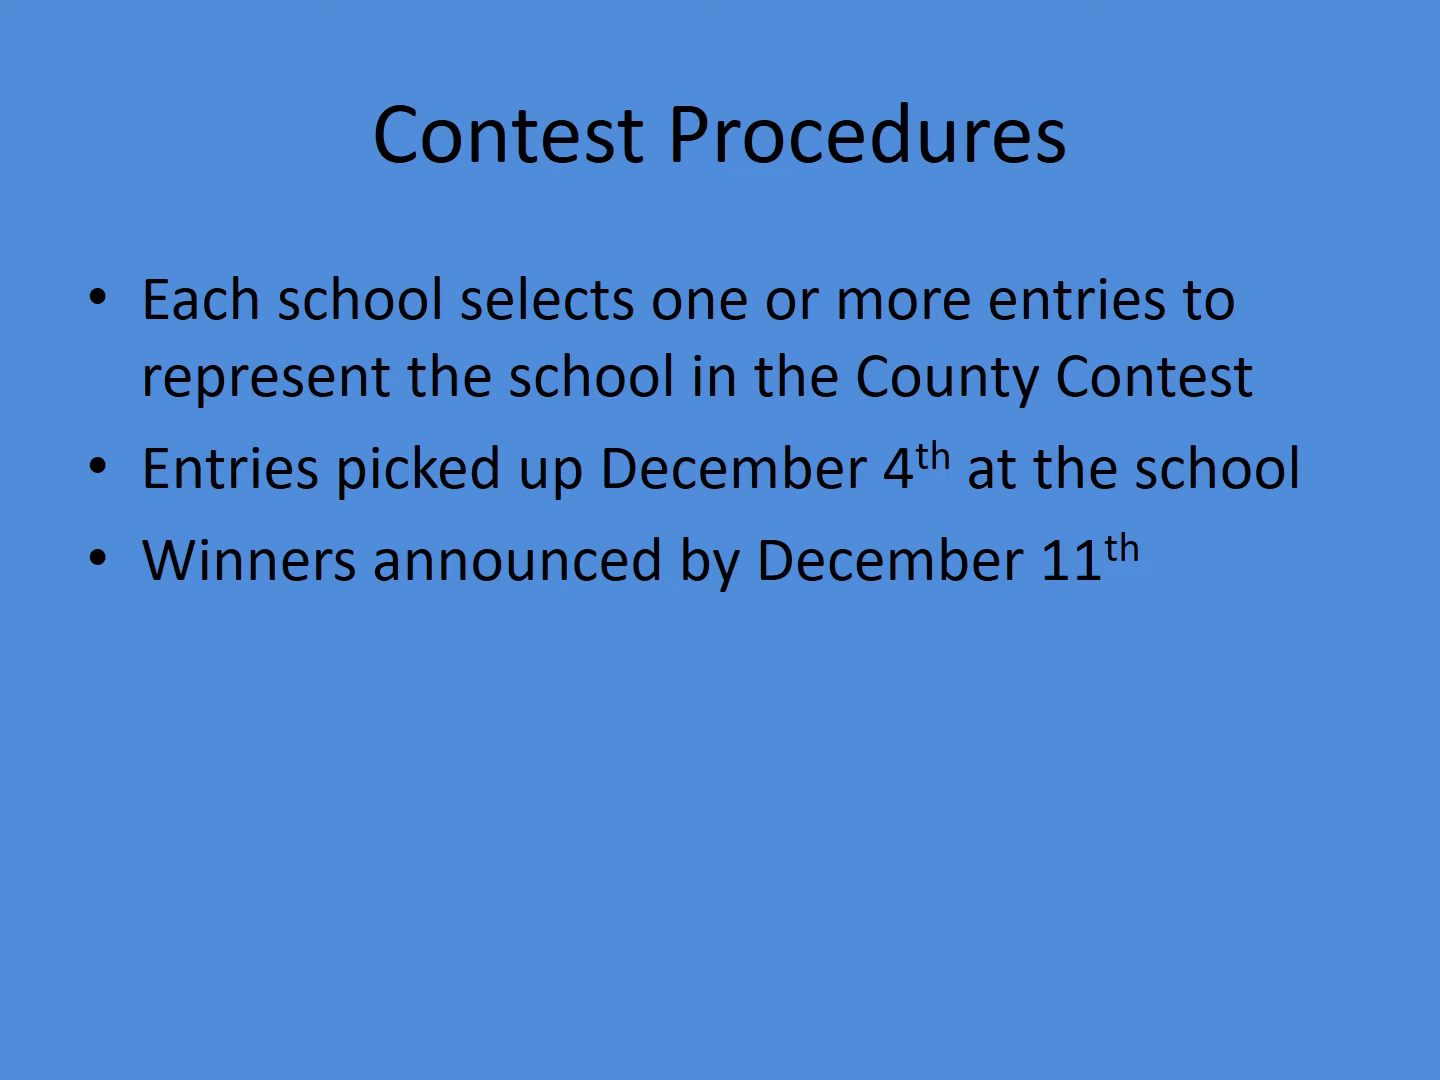 Contest Procedures
• Each school selects one or more entries to
represent the school in the County Contest
• Entries picked up December 4th at the school
• Winners announced by December 11th